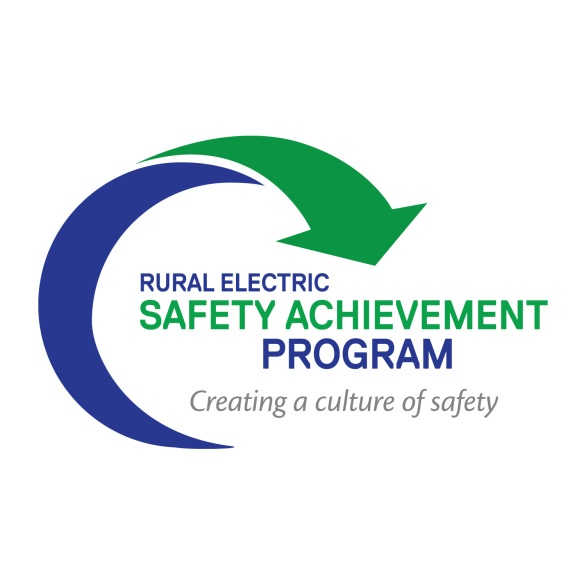 RURAL ELECTRIC
SAFETY ACHIEVEMENT
PROGRAM
Creating a culture of safety